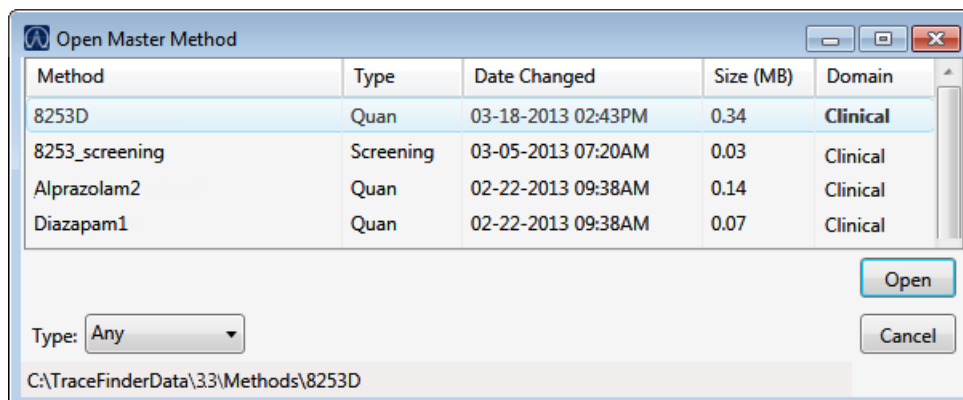 Open Master Method
Method Type Date Changed Size (MB) Domain
8253D Quan 03-18-2013 02:43PM 0.34 Clinical
8253_screening Screening 03-05-2013 07:20AM 0.03 Clinical
Alprazolam2 Quan 02-22-2013 09:38AM 0.14 Clinical
Diazapam1 Quan 02-22-2013 09:38AM 0.07 Clinical
Open
Type: Any Cancel
C:\TraceFinderData\3.3\Methods\8253D